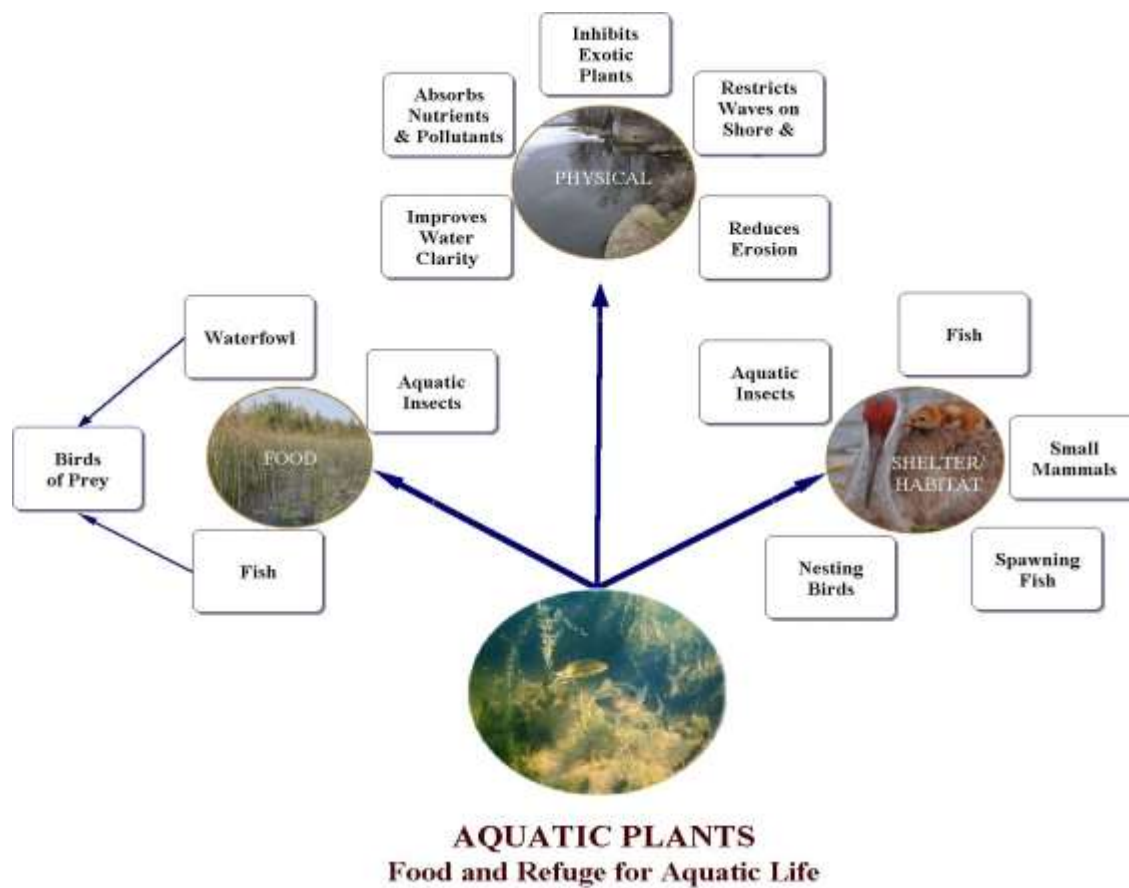 Inhibits
Exotic
Plants
Absorbs
Nutrients
& Pollutants
Restricts
Waves on
Shore &
PHYSICAL
Improves
Water
Clarity
Reduces
Erosion
Waterfowl
Aquatic
Insects
Birds
of Prey
FOOD
Fish
Aquatic
Insects
Fish
SHELTER/
HABITAT
Small
Mammals
Nesting
Birds
Spawning
Fish
AQUATIC PLANTS
Food and Refuge for Aquatic Life